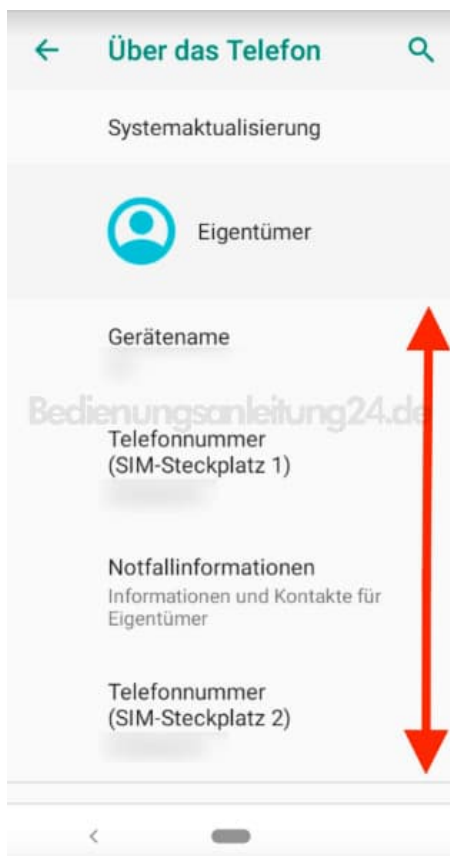 Über das Telefon
Systemaktualisierung
Eigentümer
Gerätename
Bedienungsanleitung24.de
Telefonnummer
(SIM-Steckplatz 1)
Notfallinformationen
Informationen und Kontakte für
Eigentümer
Telefonnummer
(SIM-Steckplatz 2)